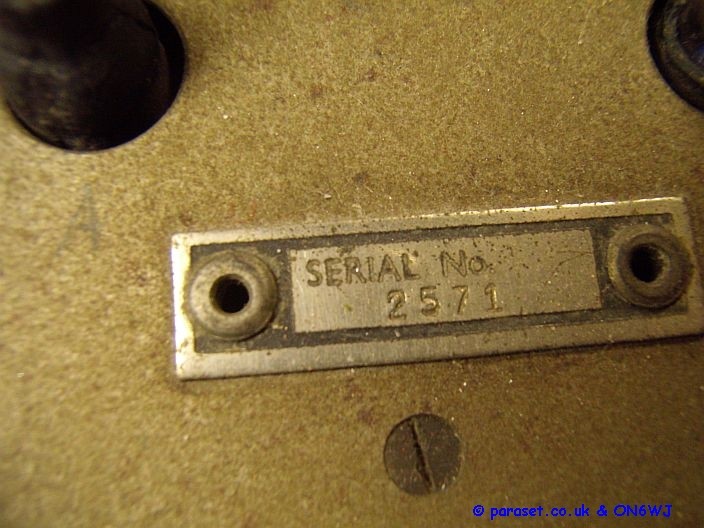 SERIAL No.
2571
© paraset.co.uk & ON6WJ